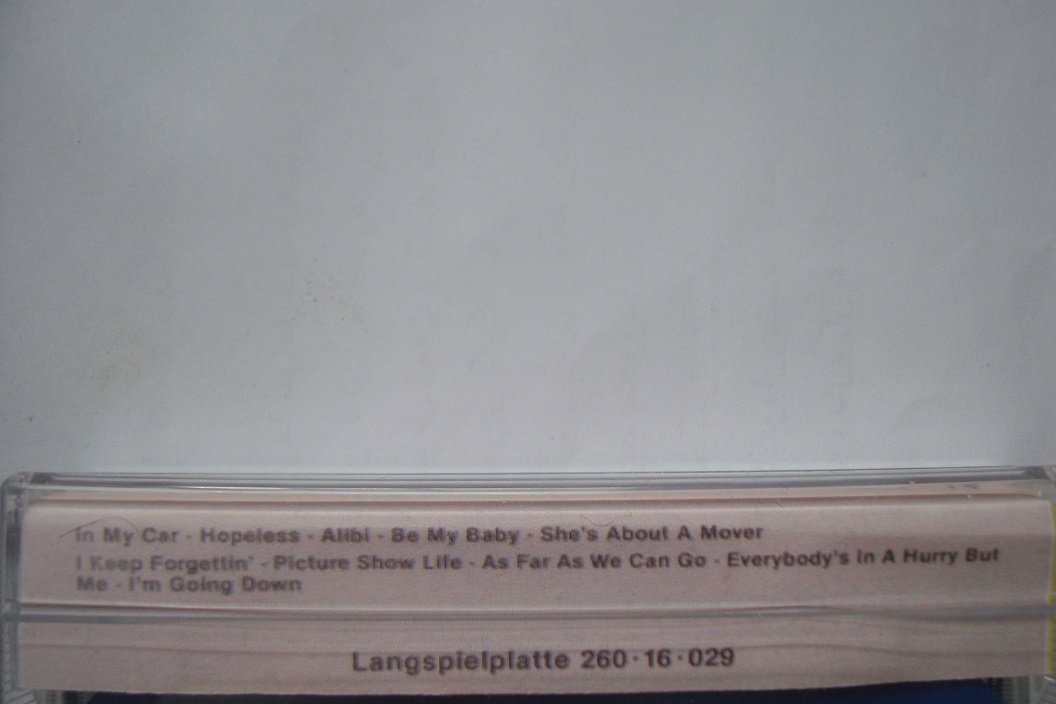 In My Car - Hopeless - Alibi - Be My Baby - She's About A Mover
I Keep Forgettin' - Picture Show Life - As Far As We Can Go - Everybody's In A Hurry But
Me - I'm Going Down
Langspielplatte 260·16·029